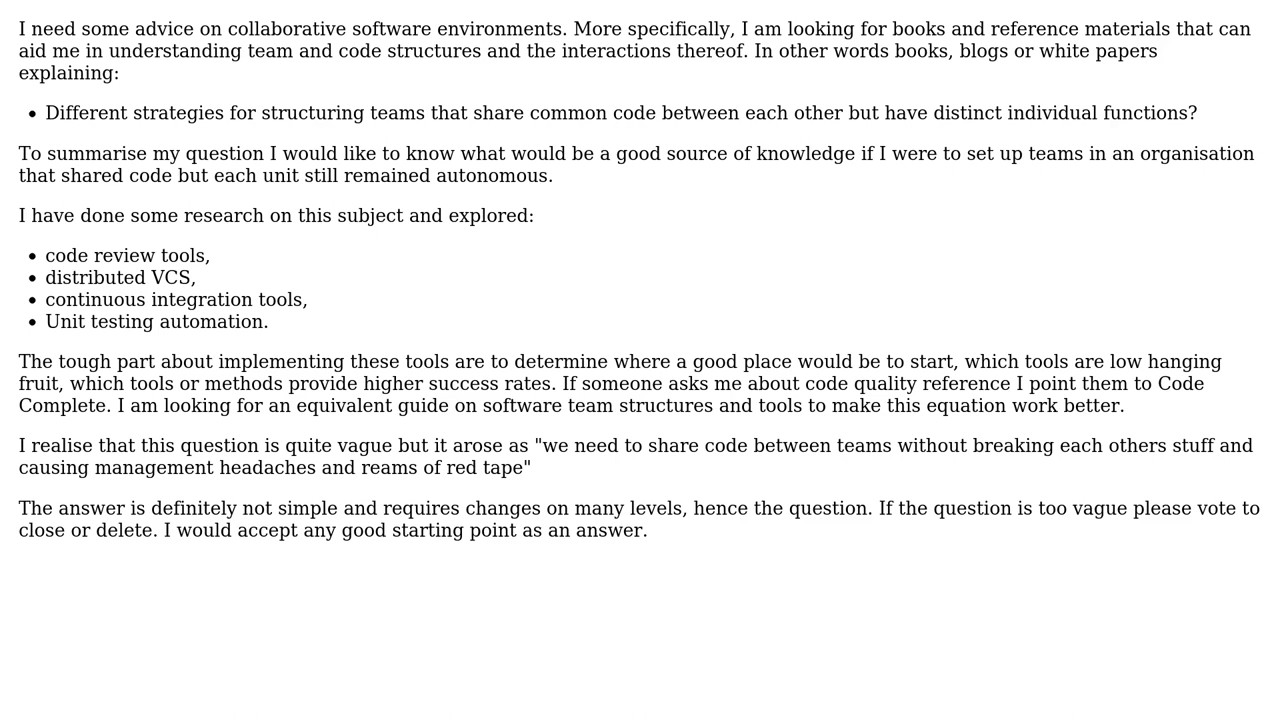 I need some advice on collaborative software environments. More specifically, I am looking for books and reference materials that can
aid me in understanding team and code structures and the interactions thereof. In other words books, blogs or white papers
explaining:
• Different strategies for structuring teams that share common code between each other but have distinct individual functions?
To summarise my question I would like to know what would be a good source of knowledge if I were to set up teams in an organisation
that shared code but each unit still remained autonomous.
I have done some research on this subject and explored:
• code review tools,
• distributed VCS,
• continuous integration tools,
• Unit testing automation.
The tough part about implementing these tools are to determine where a good place would be to start, which tools are low hanging
fruit, which tools or methods provide higher success rates. If someone asks me about code quality reference I point them to Code
Complete. I am looking for an equivalent guide on software team structures and tools to make this equation work better.
I realise that this question is quite vague but it arose as "we need to share code between teams without breaking each others stuff and
causing management headaches and reams of red tape"
The answer is definitely not simple and requires changes on many levels, hence the question. If the question is too vague please vote to
close or delete. I would accept any good starting point as an answer.